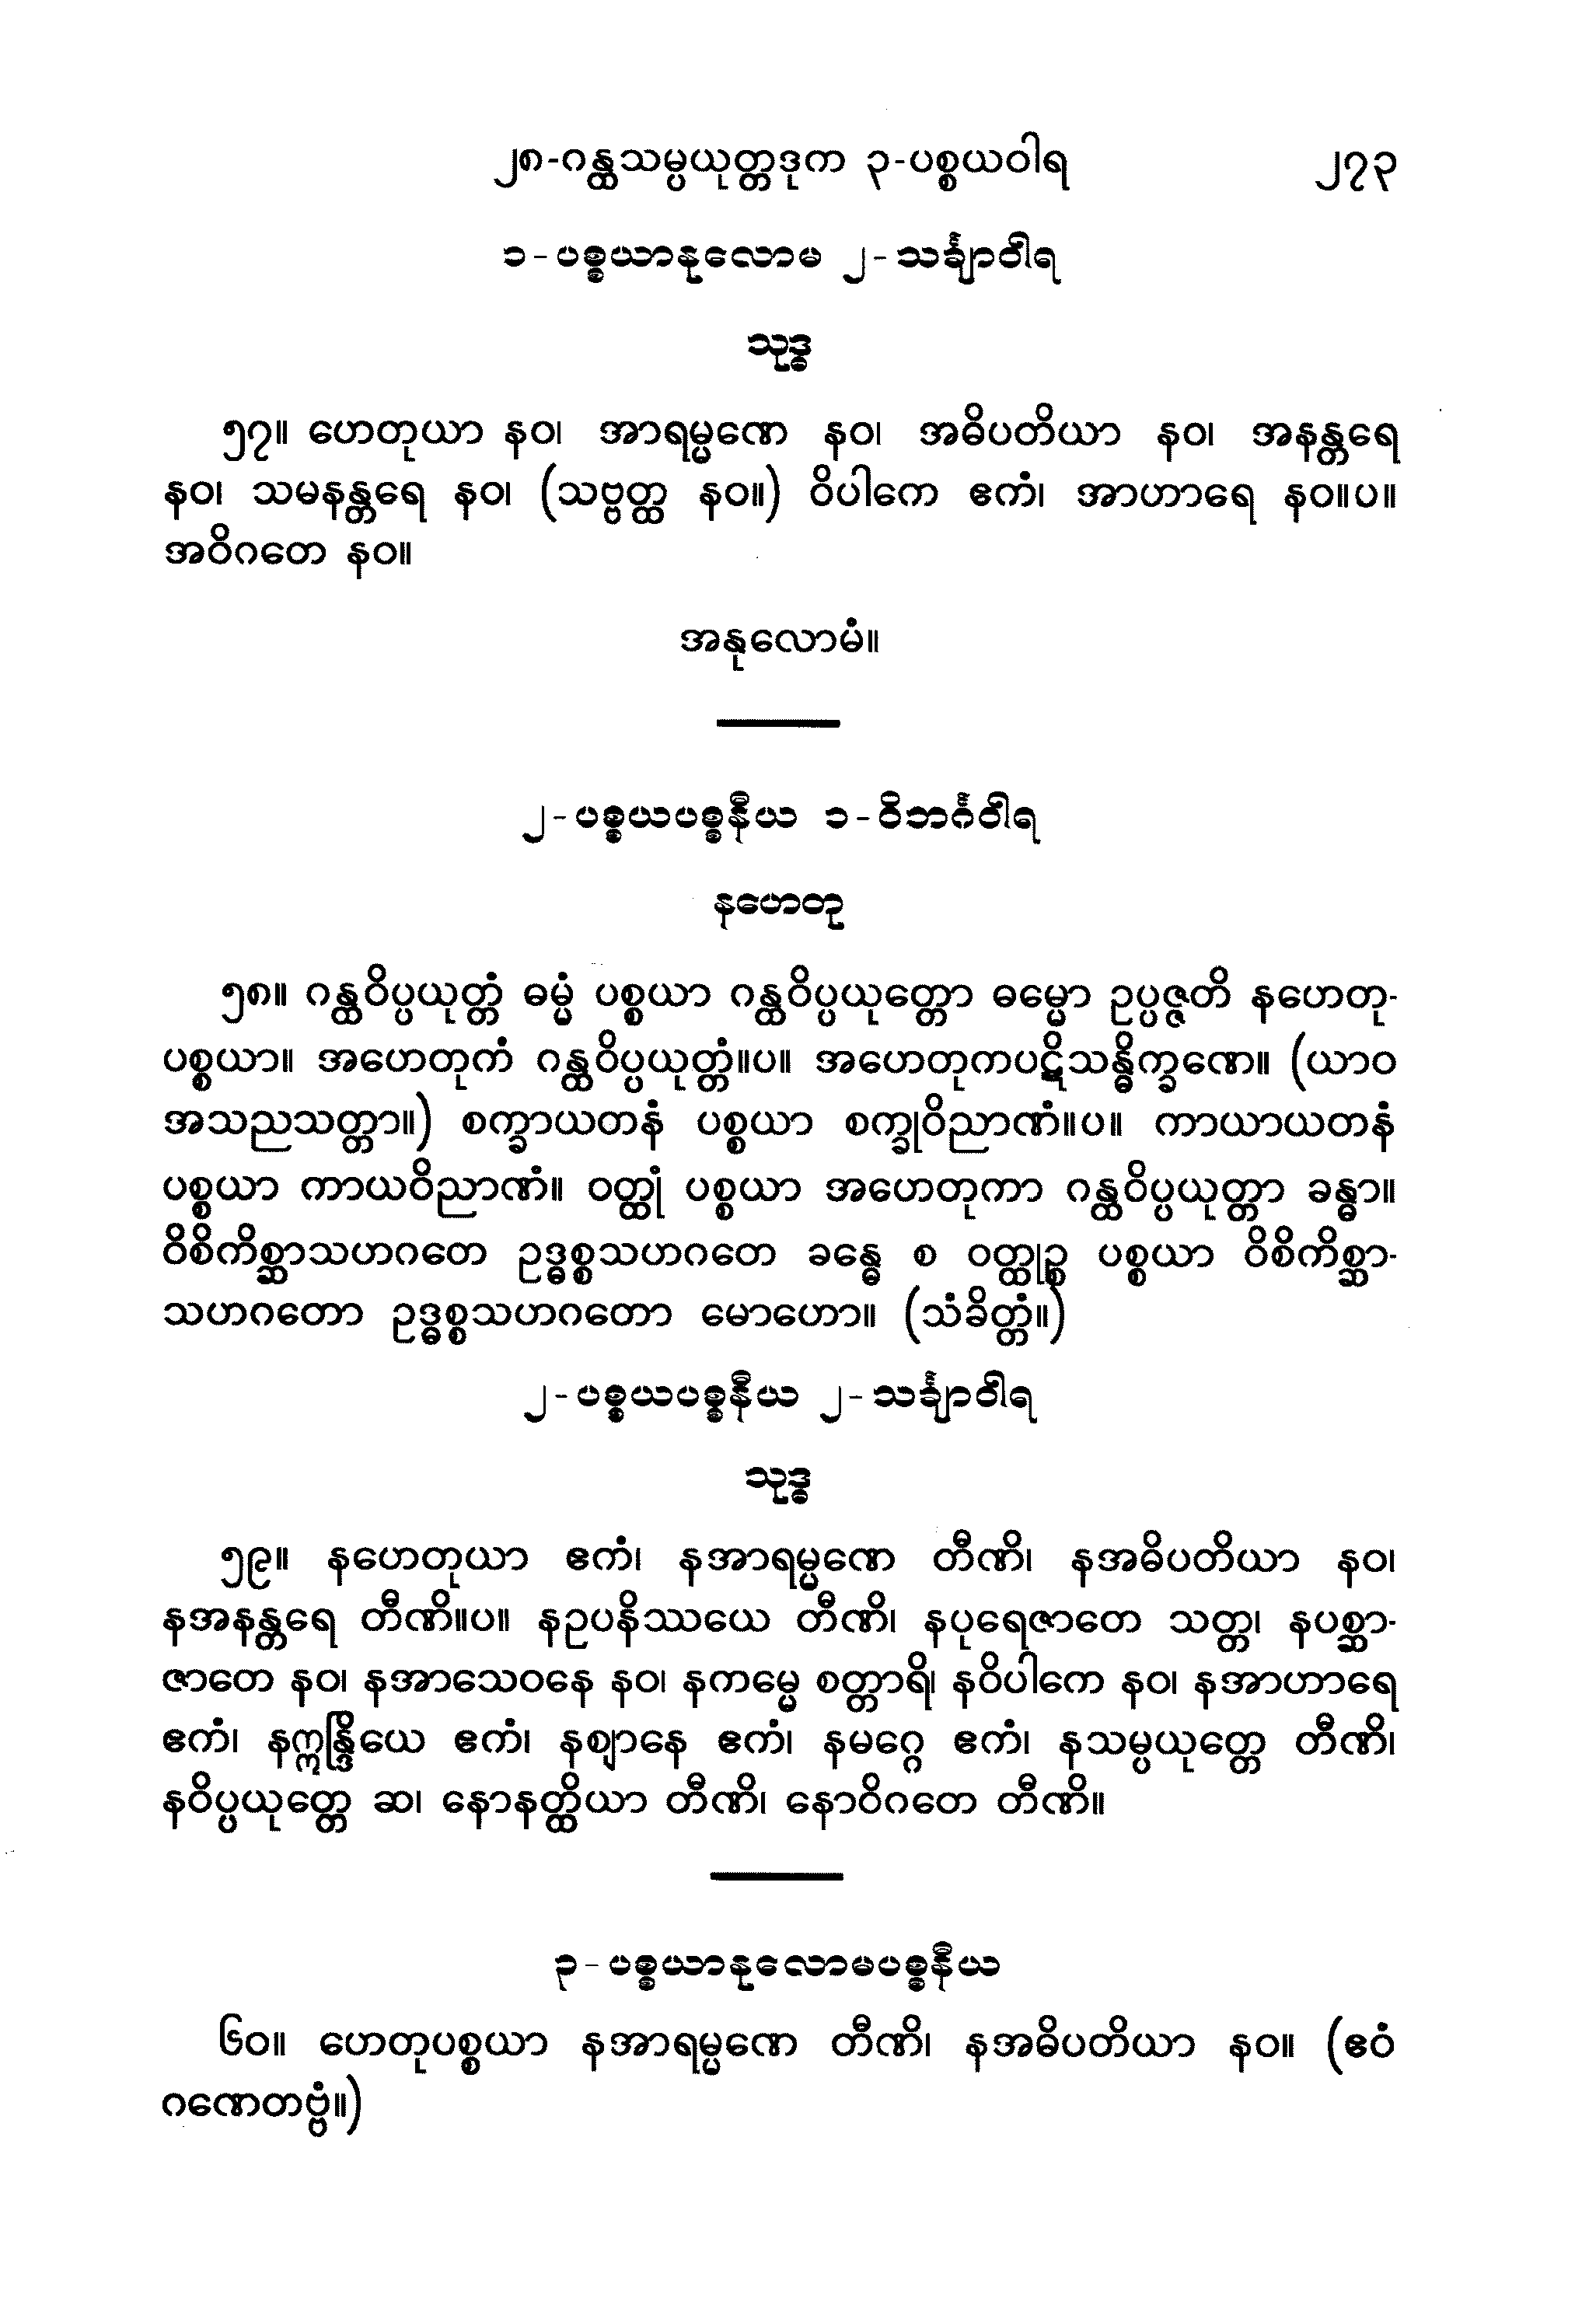 ၂၈-ဂန္ထသမ္ပယုတ္တဒုက ၃-ပစ္စယဝါရ ၂၇၃
၁-ပစ္စယာနုလောမ ၂-သင်္ချာဝါရ
သုဒ္ဓ
၅၇။ ဟေတုယာ နဝ၊ အာရမ္မဏေ နဝ၊ အဓိပတိယာ နဝ၊ အနန္တရေ
နဝ၊ သမနန္တရေ နဝ၊ (သဗ္ဗတ္ထ နဝ။) ဝိပါကေ ဧကံ၊ အာဟာရေ နဝ။ပ။
အဝိဂတေ နဝ။
အနုလောမံ။
၂-ပစ္စယပစ္စနီယ ၁-ဝိဘင်္ဂဝါရ
နဟေတု
၅၈။ ဂန္ထဝိပ္ပယုတ္တံ ဓမ္မံ ပစ္စယာ ဂန္ထဝိပ္ပယုတ္တော ဓမ္မော ဥပ္ပဇ္ဇတိ နဟေတု-
ပစ္စယာ။ အဟေတုကံ ဂန္ထဝိပ္ပယုတ္တံ။ပ။ အဟေတုကပဋိသန္ဓိက္ခဏေ။ (ယာဝ
အသညသတ္တာ။) စက္ခာယတနံ ပစ္စယာ စက္ခုဝိညာဏံ။ပ။ ကာယာယတနံ
ပစ္စယာ ကာယဝိညာဏံ။ ဝတ္ထုံ ပစ္စယာ အဟေတုကာ ဂန္ထဝိပ္ပယုတ္တာ ခန္ဓာ။
ဝိစိကိစ္ဆာသဟဂတေ ဥဒ္ဓစ္စသဟဂတေ ခန္ဓေ စ ဝတ္ထုဉ္စ ပစ္စယာ ဝိစိကိစ္ဆာ-
သဟဂတော ဥဒ္ဓစ္စသဟဂတော မောဟော။ (သံခိတ္တံ။)
၂-ပစ္စယပစ္စနီယ ၂-သင်္ချာဝါရ
သုဒ္ဓ
၅၉။ နဟေတုယာ ဧကံ၊ နအာရမ္မဏေ တီဏိ၊ နအဓိပတိယာ နဝ၊
နအနန္တရေ တီဏိ။ပ။ နဥပနိဿယေ တီဏိ၊ နပုရေဇာတေ သတ္တ၊ နပစ္ဆာ-
ဇာတေ နဝ၊ နအာသေဝနေ နဝ၊ နကမ္မေ စတ္တာရိ၊ နဝိပါကေ နဝ၊ နအာဟာရေ
ဧကံ၊ နဣန္ဒြိယေ ဧကံ၊ နဈာနေ ဧကံ၊ နမဂ္ဂေ ဧကံ၊ နသမ္ပယုတ္တေ တီဏိ၊
နဝိပ္ပယုတ္တေ ဆ၊ နောနတ္ထိယာ တီဏိ၊ နောဝိဂတေ တီဏိ။
၃-ပစ္စယာနုလောမပစ္စနီယ
၆၀။ ဟေတုပစ္စယာ နအာရမ္မဏေ တီဏိ၊ နအဓိပတိယာ နဝ။ (ဧဝံ
ဂဏေတဗ္ဗံ။)